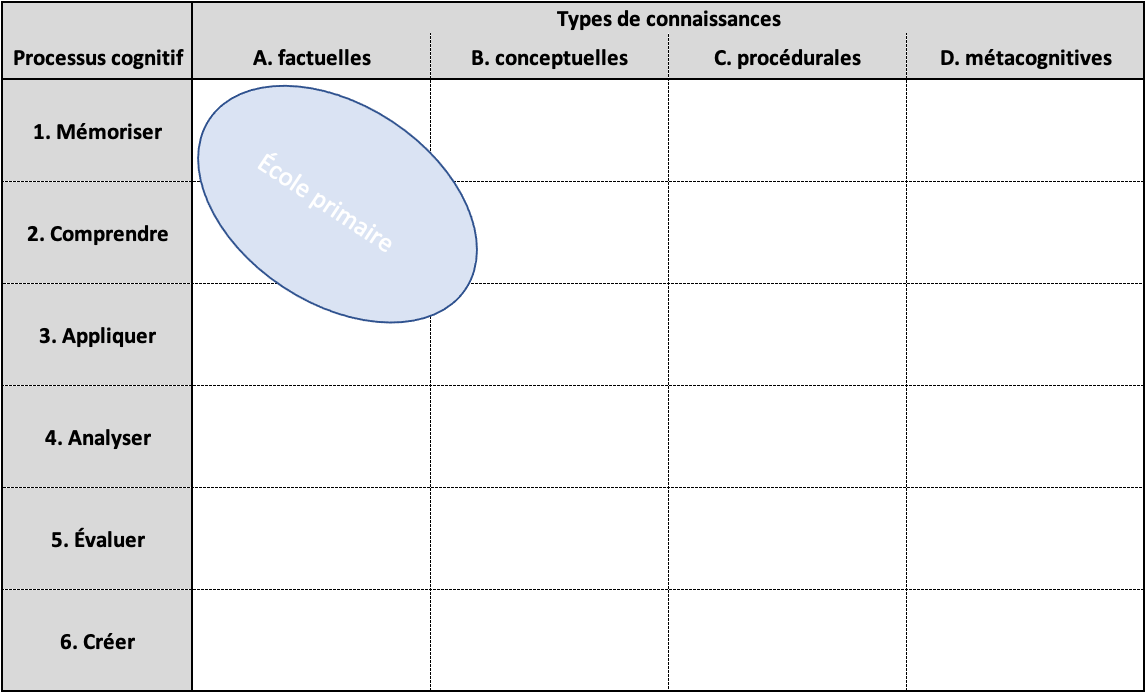 Types de connaissances
Processus cognitif A. factuelles B. conceptuelles C. procédurales D. métacognitives
1. Mémoriser
École primaire
2. Comprendre
3. Appliquer
4. Analyser
5. Évaluer
6. Créer